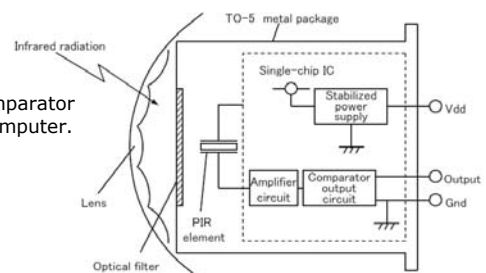 TO-5 metal package
Infrared radiation
Single-chip IC
mparator
mputer.
Stabilized
power
supply
Vdd
Amplifier
circuit
Comparator
output
circuit
Output
Gnd
Lens
PIR
element
Optical filter